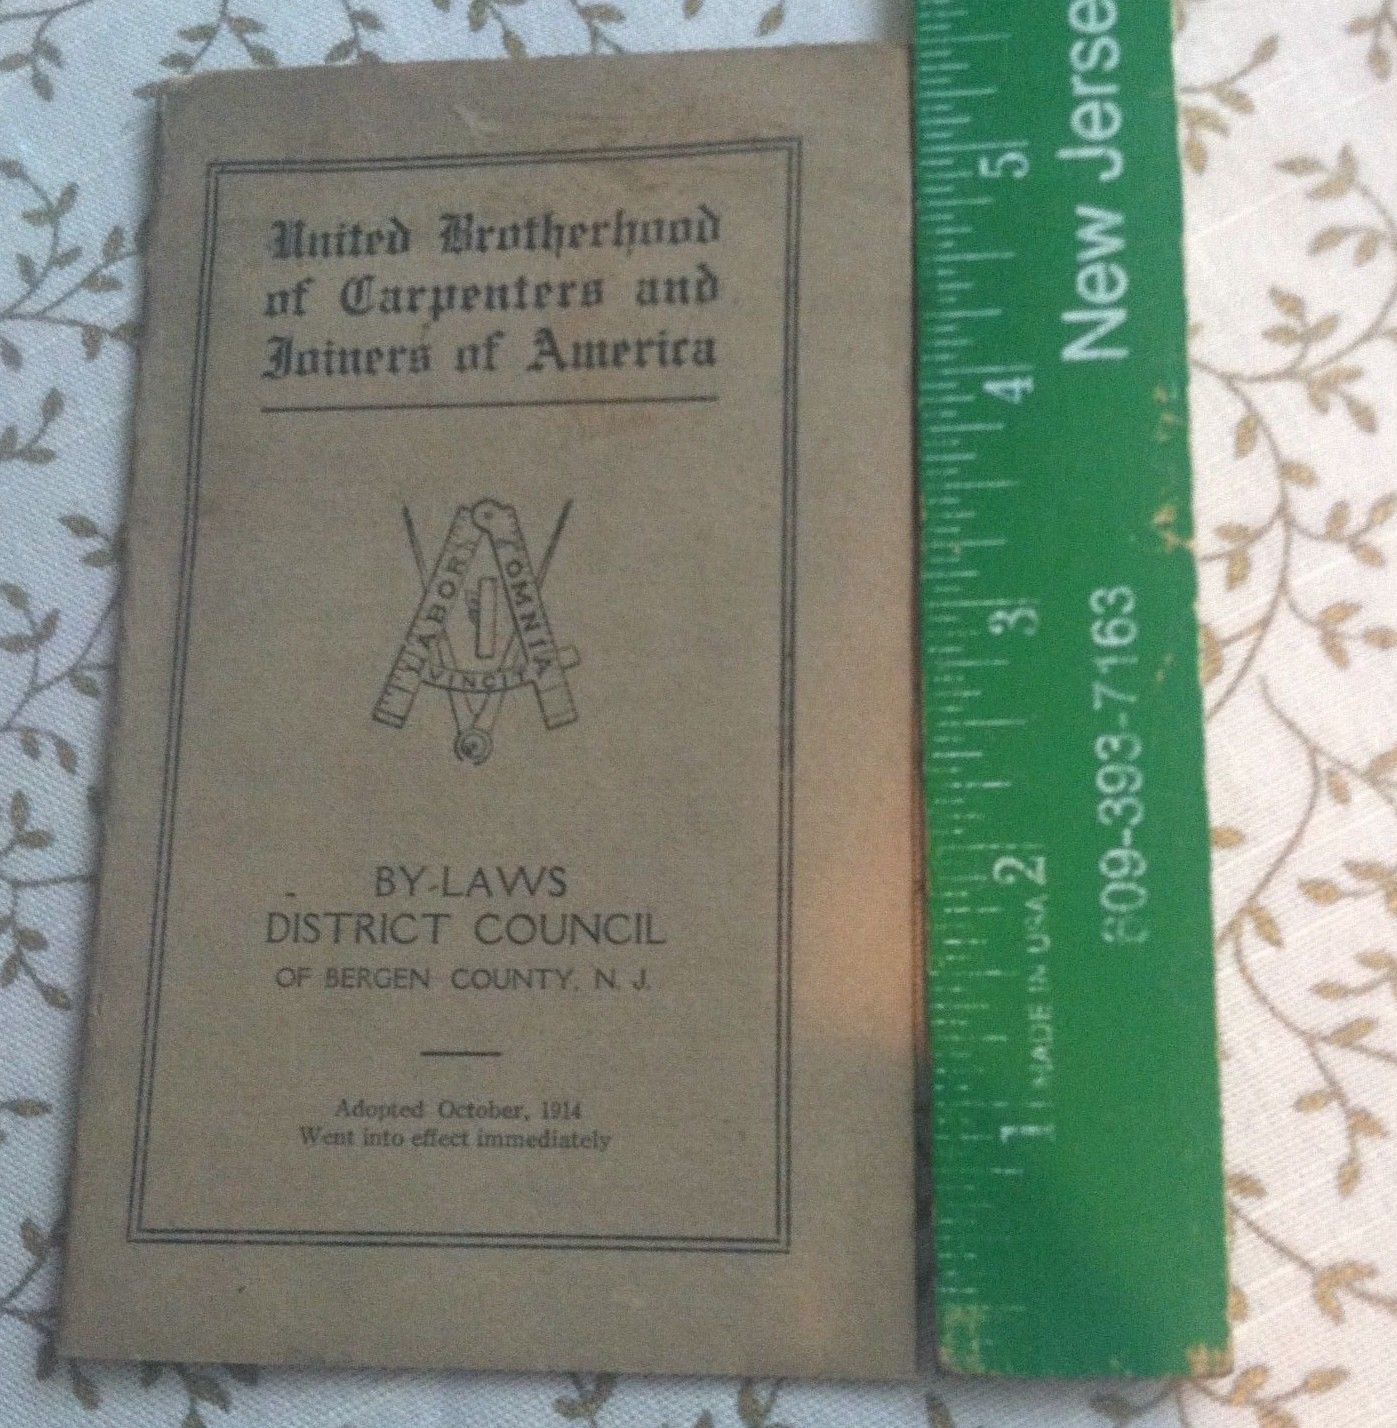 United Brotherhood
of Carpenters and
Joiners of America
LABOR
OMNIA
VINCIT
BY-LAWS
DISTRICT COUNCIL
OF BERGEN COUNTY, N. J.
Adopted October, 1914
Went into effect immediately
New Jerse
609-393-7163
5
4
3
2
1
MADE IN USA